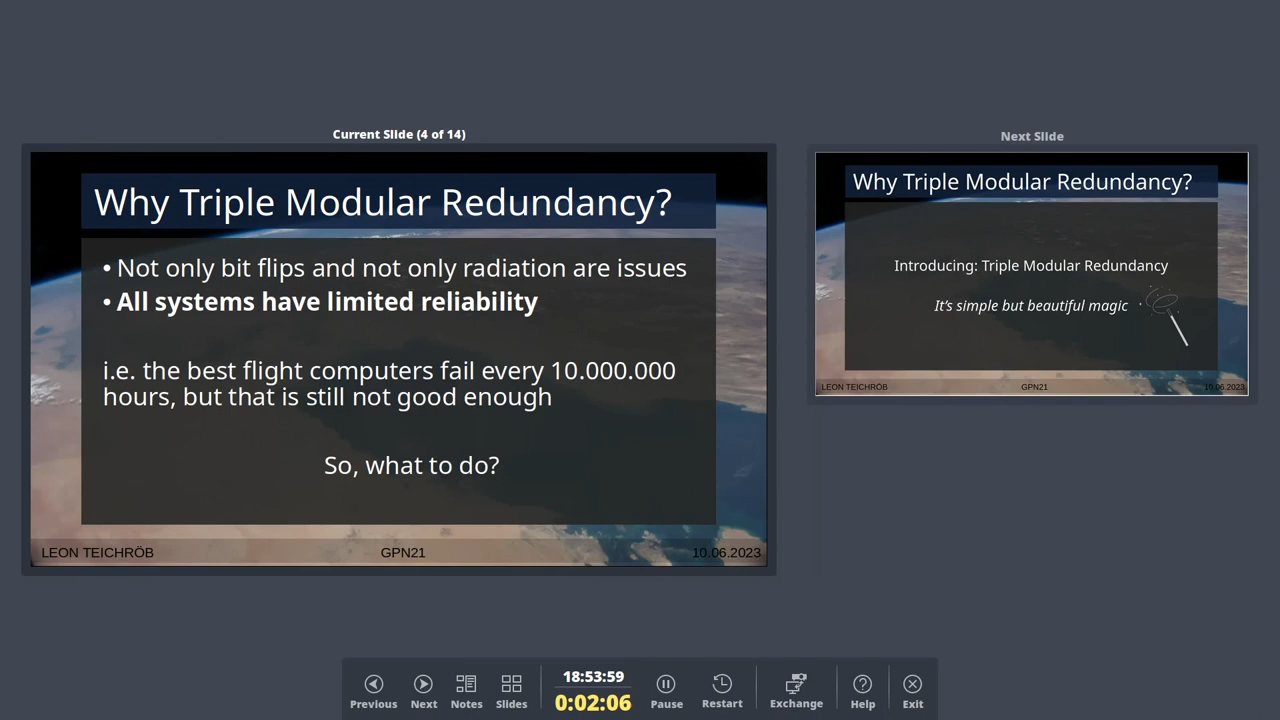 Current Slide (4 of 14)
Why Triple Modular Redundancy?
• Not only bit flips and not only radiation are issues
• All systems have limited reliability
i.e. the best flight computers fail every 10.000.000
hours, but that is still not good enough
So, what to do?
LEON TEICHRÖB GPN21 10.06.2023
Next Slide
Why Triple Modular Redundancy?
Introducing: Triple Modular Redundancy
It's simple but beautiful magic
LEON TEICHRÖB GPN21 10.06.2023
18:53:59
0:02:06
Previous Next Notes Slides Pause Restart Exchange Help Exit